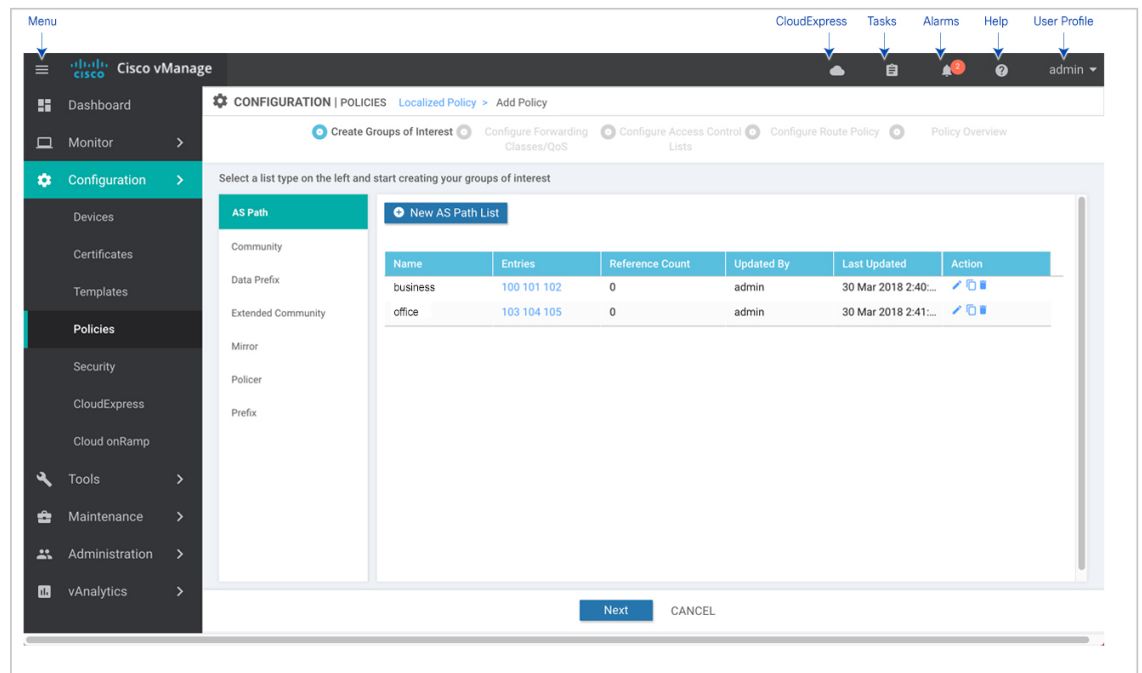 Menu CloudExpress Tasks Alarms Help User Profile
cisco Cisco vManage 2 admin
Dashboard
Monitor
Configuration
Devices
Certificates
Templates
Policies
Security
CloudExpress
Cloud onRamp
Tools
Maintenance
Administration
vAnalytics
CONFIGURATION | POLICIES Localized Policy > Add Policy
Create Groups of Interest Configure Forwarding Classes/QoS Configure Access Control Lists Configure Route Policy Policy Overview
Select a list type on the left and start creating your groups of interest
AS Path
Community
Data Prefix
Extended Community
Mirror
Policer
Prefix
New AS Path List
Name Entries Reference Count Updated By Last Updated Action
business 100 101 102 0 admin 30 Mar 2018 2:40:...
office 103 104 105 0 admin 30 Mar 2018 2:41:...
Next CANCEL